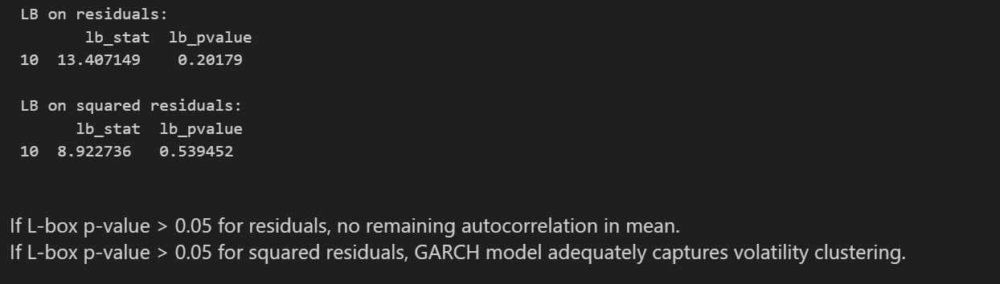 LB on residuals:
lb_stat lb_pvalue
10 13.407149 0.20179
LB on squared residuals:
lb_stat lb_pvalue
10 8.922736 0.539452
If L-box p-value > 0.05 for residuals, no remaining autocorrelation in mean.
If L-box p-value > 0.05 for squared residuals, GARCH model adequately captures volatility clustering.